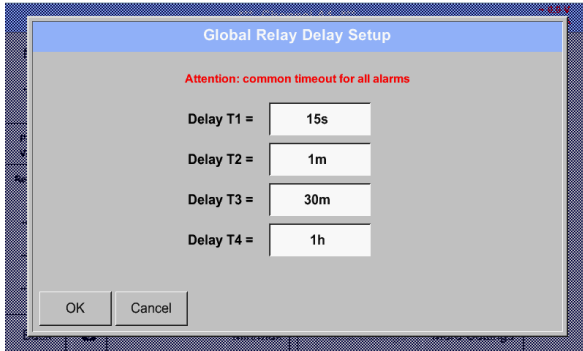 Global Relay Delay Setup
Attention: common timeout for all alarms
Delay T1 = 15s
Delay T2 = 1m
Delay T3 = 30m
Delay T4 = 1h
OK Cancel